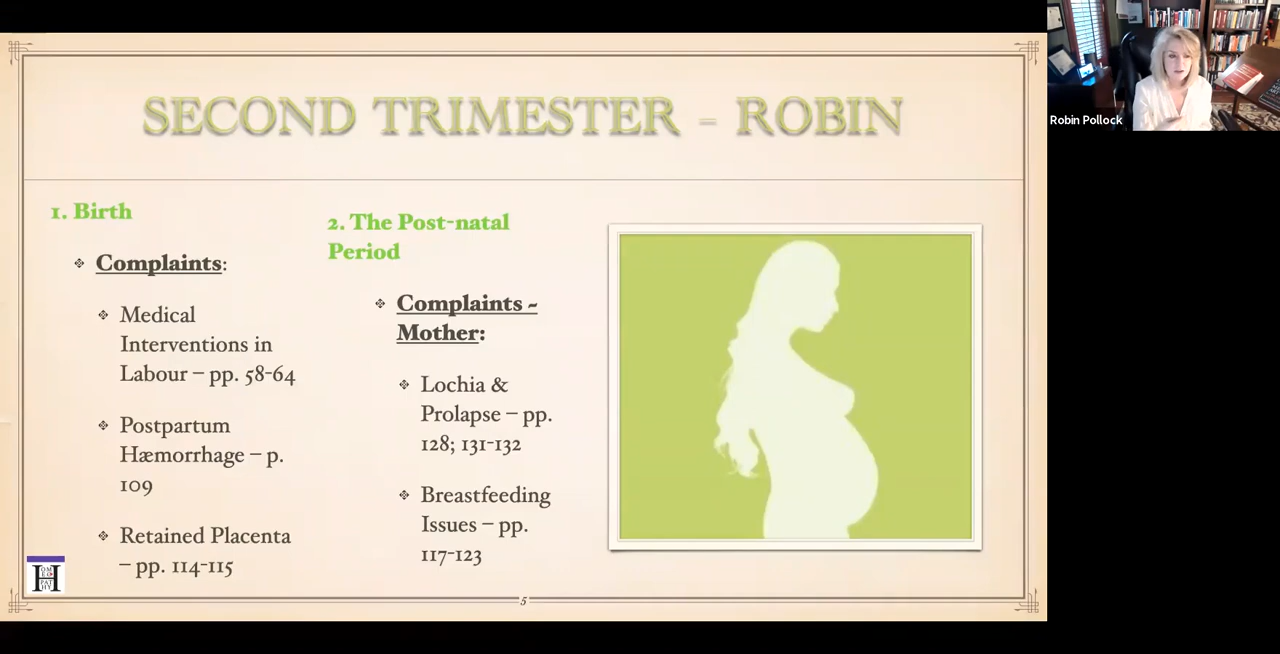 SECOND TRIMESTER – ROBIN
1. Birth
Complaints:
Medical
Interventions in
Labour – pp. 58-64
Postpartum
Hæmorrhage – p.
109
Retained Placenta
– pp. 114-115
2. The Post-natal
Period
Complaints ~
Mother:
Lochia &
Prolapse – pp.
128; 131-132
Breastfeeding
Issues – pp.
117-123
5
Robin Pollock